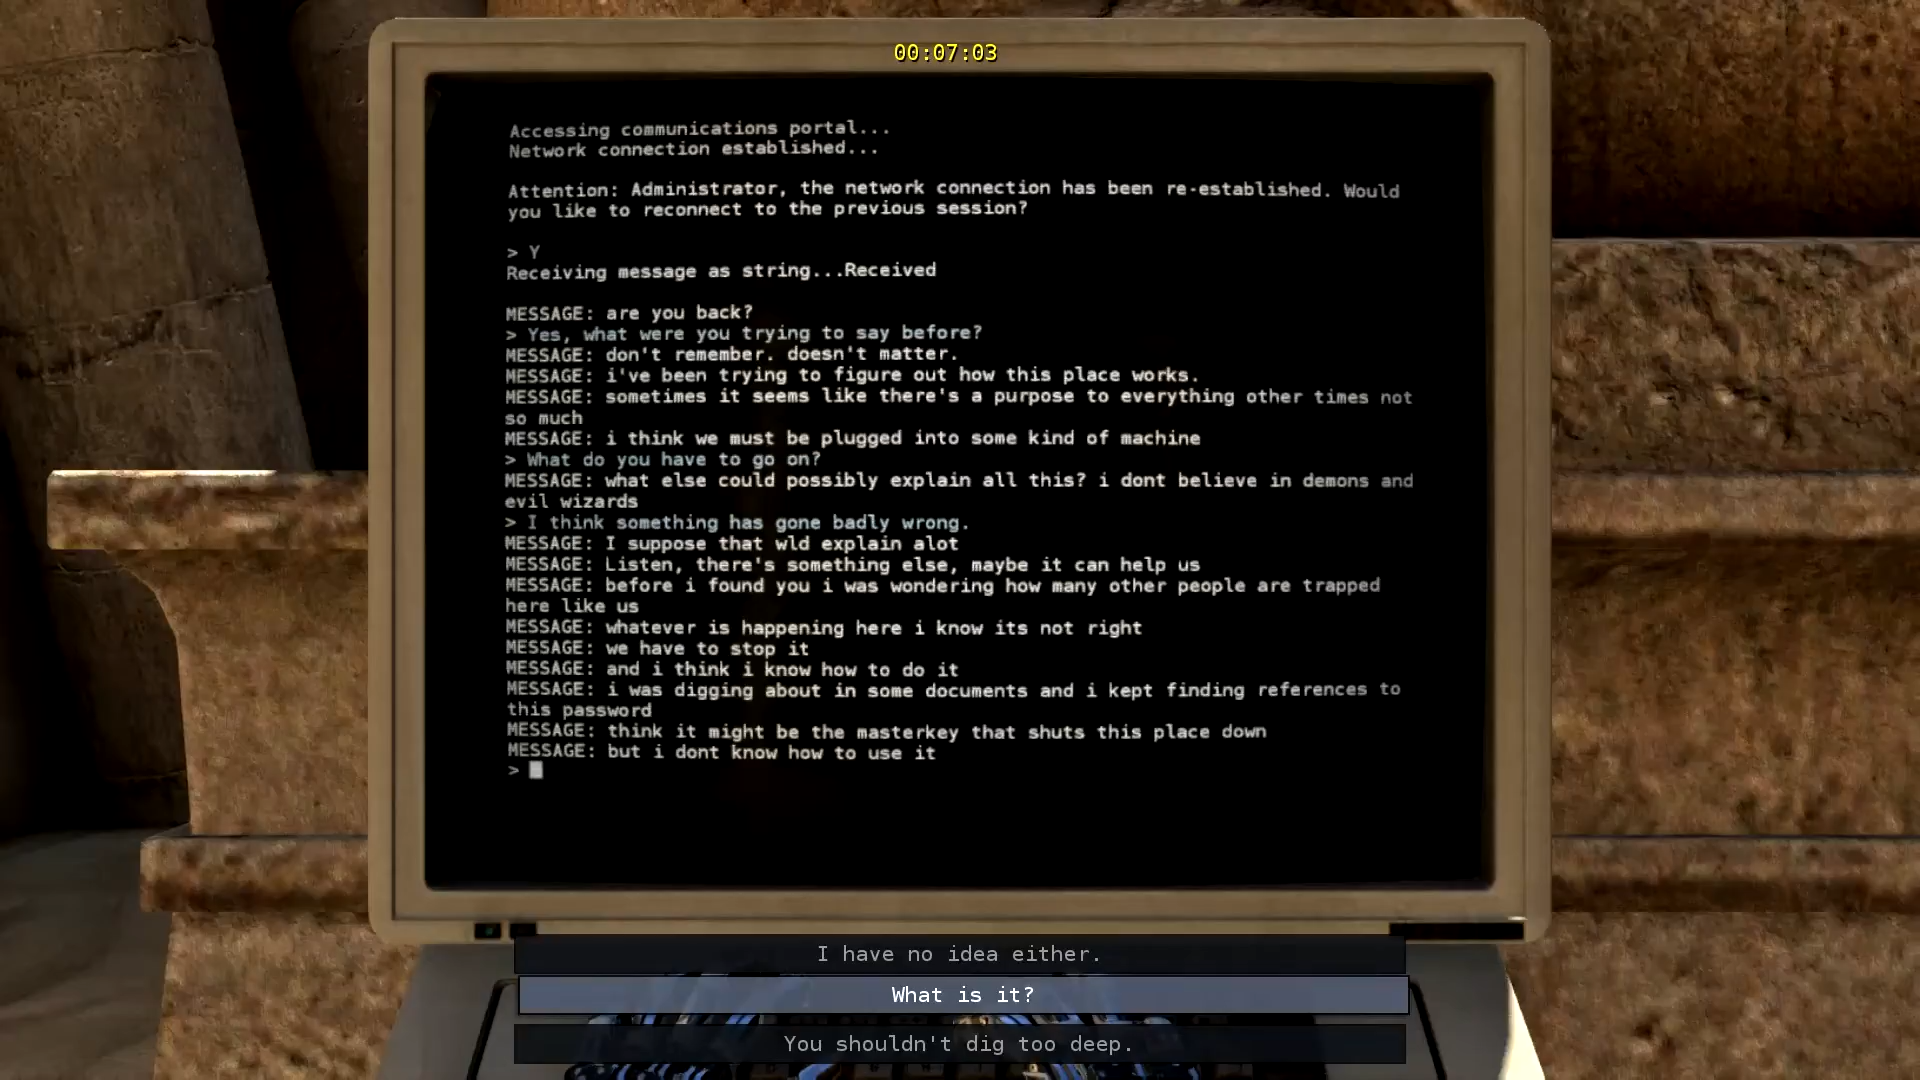 00:07:03
Accessing communications portal...
Network connection established...
Attention: Administrator, the network connection has been re-established. Would
you like to reconnect to the previous session?
> Y
Receiving message as string...Received
MESSAGE: are you back?
> Yes, what were you trying to say before?
MESSAGE: don't remember. doesn't matter.
MESSAGE: i've been trying to figure out how this place works.
MESSAGE: sometimes it seems like there's a purpose to everything other times not
so much
MESSAGE: i think we must be plugged into some kind of machine
> What do you have to go on?
MESSAGE: what else could possibly explain all this? i dont believe in demons and
evil wizards
> I think something has gone badly wrong.
MESSAGE: I suppose that wld explain alot
MESSAGE: Listen, there's something else, maybe it can help us
MESSAGE: before i found you i was wondering how many other people are trapped
here like us
MESSAGE: whatever is happening here i know its not right
MESSAGE: we have to stop it
MESSAGE: and i think i know how to do it
MESSAGE: i was digging about in some documents and i kept finding references to
this password
MESSAGE: think it might be the masterkey that shuts this place down
MESSAGE: but i dont know how to use it
>
I have no idea either.
What is it?
You shouldn't dig too deep.